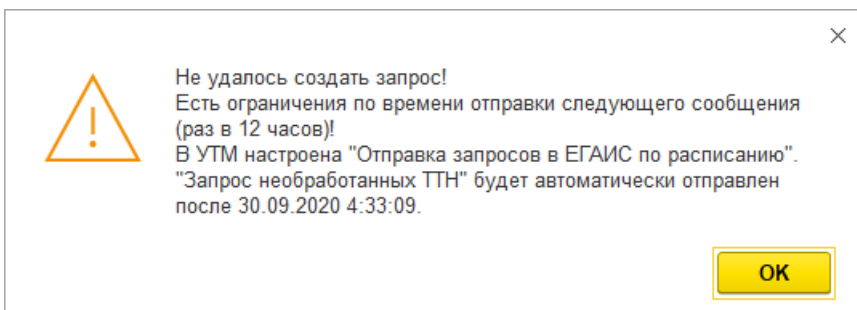 Не удалось создать запрос!
Есть ограничения по времени отправки следующего сообщения
(раз в 12 часов)!
В УТМ настроена "Отправка запросов в ЕГАИС по расписанию".
"Запрос необработанных ТТН" будет автоматически отправлен
после 30.09.2020 4:33:09.
ОК